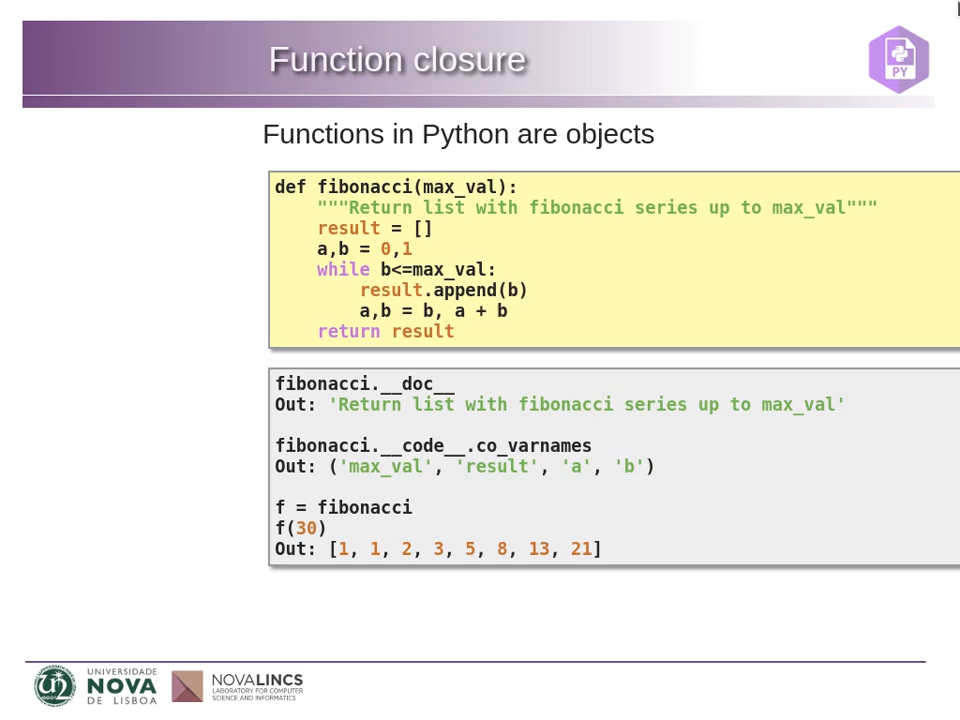 Function closure
PY
Functions in Python are objects
def fibonacci(max_val):
    """Return list with fibonacci series up to max_val"""
    result = []
    a,b = 0,1
    while b<=max_val:
        result.append(b)
        a,b = b, a + b
    return result
fibonacci.__doc__
Out: 'Return list with fibonacci series up to max_val'
fibonacci.__code__.co_varnames
Out: ('max_val', 'result', 'a', 'b')
f = fibonacci
f(30)
Out: [1, 1, 2, 3, 5, 8, 13, 21]
UNIVERSIDADE
NOVA
DE LISBOA
NOVALINCS
LABORATORY FOR COMPUTER
SCIENCE AND INFORMATICS